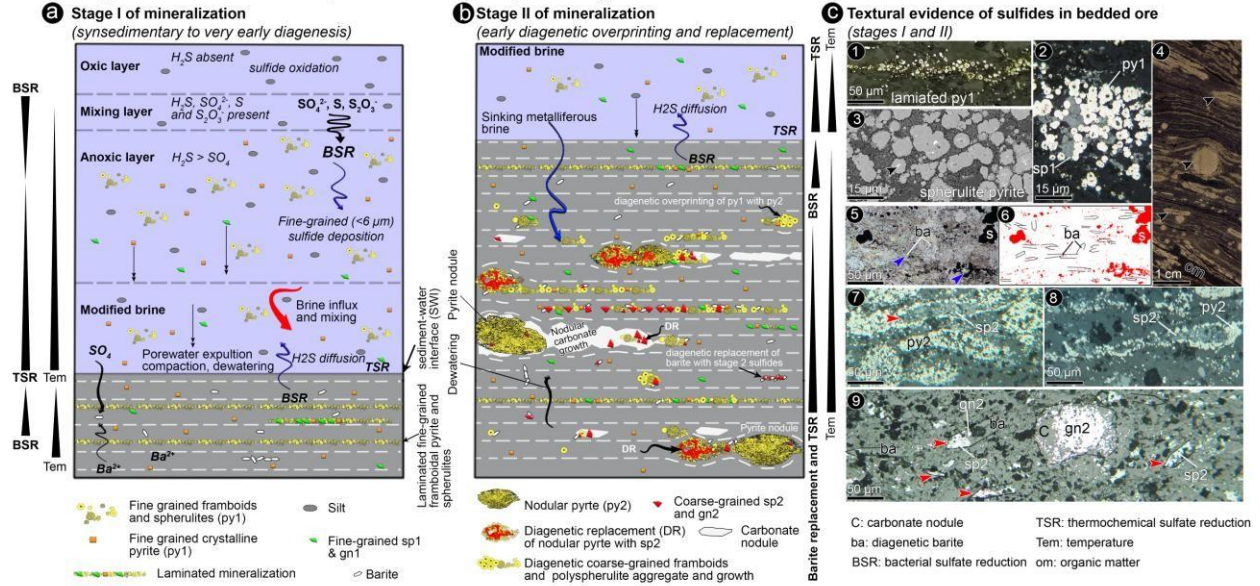 a Stage I of mineralization
(synsedimentary to very early diagenesis)
Oxic layer
H2S absent
sulfide oxidation
Mixing layer
H2S, SO4^2-, S
and S2O3^- present
SO4^2-, S, S2O3^-
BSR
Anoxic layer
H2S > SO4
Fine-grained (<6 µm)
sulfide deposition
Modified brine
Brine influx
and mixing
SO4
Porewater expultion
compaction, dewatering
H2S diffusion
TSR
BSR
Ba2+
Ba2+
BSR
TSR
Tem
BSR
Tem
sediment-water
interface (SWI)
Laminated fine-grained
framboidal pyrite and
spherulites
Fine grained framboids
and spherulites (py1)
Silt
Fine grained crystalline
pyrite (py1)
Fine-grained sp1
& gn1
Laminated mineralization
Barite
b Stage II of mineralization
(early diagenetic overprinting and replacement)
Modified brine
Sinking metalliferous
brine
H2S diffusion
TSR
BSR
diagenetic overprinting
of py1 with py2
Pyrite nodule
Nodular
carbonate
growth
DR
diagenetic replacement of
barite with stage 2 sulfides
Dewatering
Pyrite nodule
DR
TSR
Tem
BSR
Barite replacement and TSR
Tem
Nodular pyrte (py2)
Coarse-grained sp2
and gn2
Diagenetic replacement (DR)
of nodular pyrte with sp2
Carbonate
nodule
Diagenetic coarse-grained framboids
and polyspherulite aggregate and growth
c Textural evidence of sulfides in bedded ore
(stages I and II)
1
50 µm
lamiated py1
2
py1
sp1
15 µm
3
15 µm
spherulite pyrite
4
om
1 cm
5
ba
s
50 µm
6
ba
s
7
sp2
py2
50 µm
8
sp2
py2
50 µm
9
gn2
ba
C
gn2
ba
sp2
sp2
50 µm
C: carbonate nodule
TSR: thermochemical sulfate reduction
ba: diagenetic barite
Tem: temperature
BSR: bacterial sulfate reduction
om: organic matter